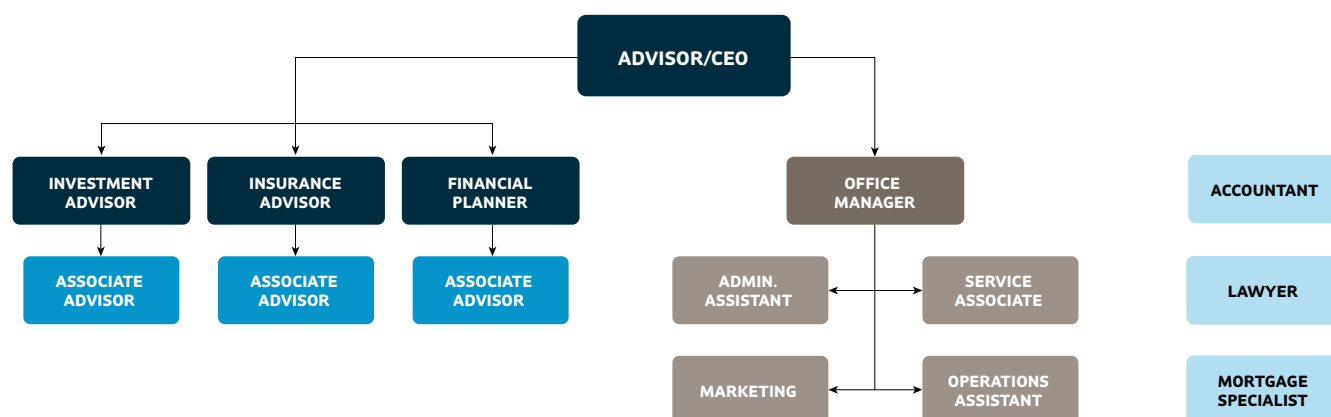 ADVISOR/CEO
INVESTMENT
ADVISOR
INSURANCE
ADVISOR
FINANCIAL
PLANNER
OFFICE
MANAGER
ACCOUNTANT
ASSOCIATE
ADVISOR
ASSOCIATE
ADVISOR
ASSOCIATE
ADVISOR
ADMIN.
ASSISTANT
SERVICE
ASSOCIATE
LAWYER
MARKETING
OPERATIONS
ASSISTANT
MORTGAGE
SPECIALIST